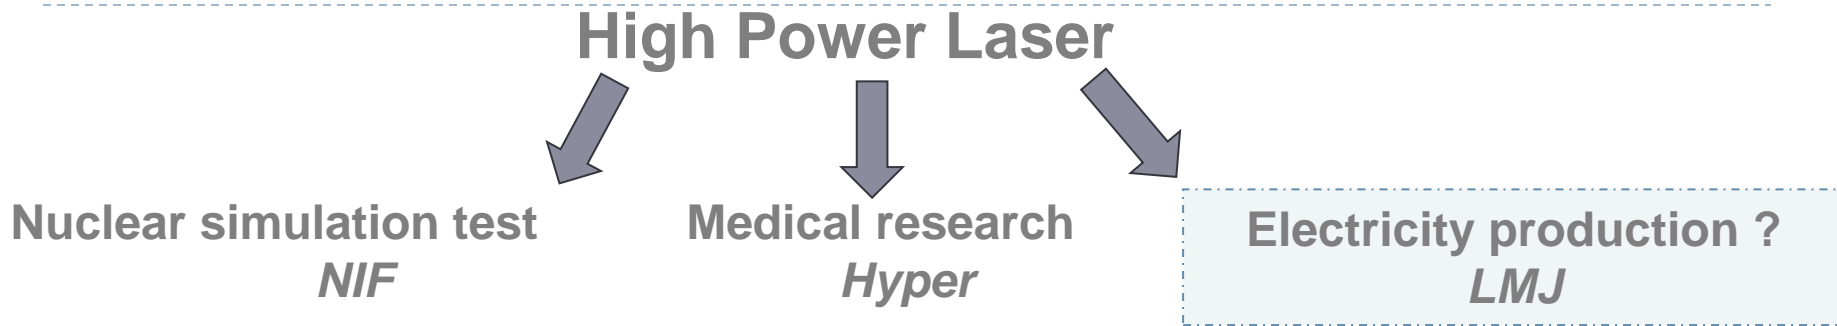 High Power Laser
Nuclear simulation test
NIF
Medical research
Hyper
Electricity production ?
LMJ